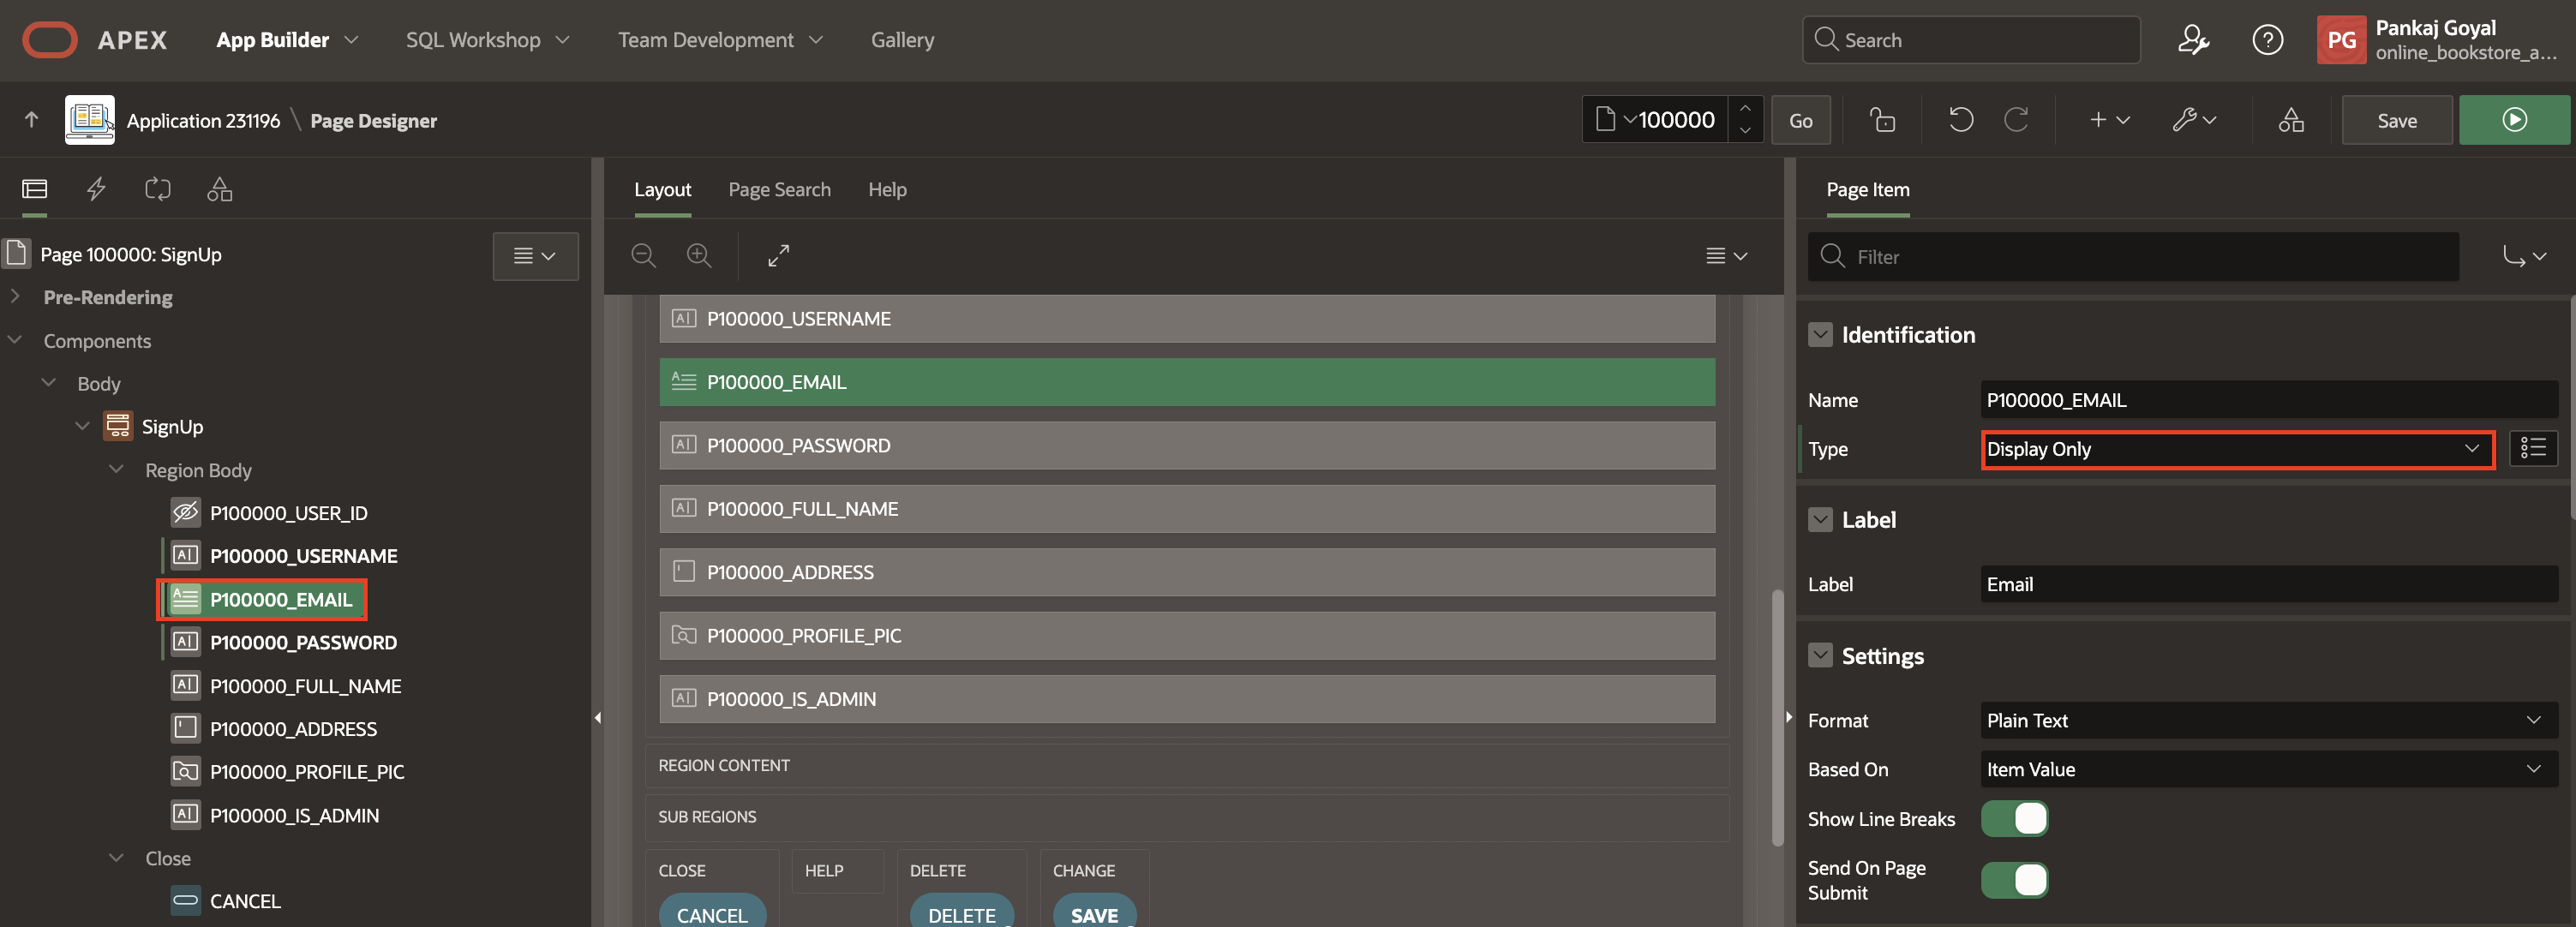 APEX App Builder SQL Workshop Team Development Gallery Search PG Pankaj Goyal
online_bookstore_a...
Application 231196 \ Page Designer 100000 Go Save
Layout Page Search Help
Page Item
Page 100000: SignUp
Pre-Rendering
Components
Body
SignUp
Region Body
P100000_USER_ID
P100000_USERNAME
P100000_EMAIL
P100000_PASSWORD
P100000_FULL_NAME
P100000_ADDRESS
P100000_PROFILE_PIC
P100000_IS_ADMIN
Close
CANCEL
P100000_USERNAME
P100000_EMAIL
P100000_PASSWORD
P100000_FULL_NAME
P100000_ADDRESS
P100000_PROFILE_PIC
P100000_IS_ADMIN
REGION CONTENT
SUB REGIONS
CLOSE HELP DELETE CHANGE
CANCEL DELETE SAVE
Filter
Identification
Name P100000_EMAIL
Type Display Only
Label
Label Email
Settings
Format Plain Text
Based On Item Value
Show Line Breaks
Send On Page
Submit